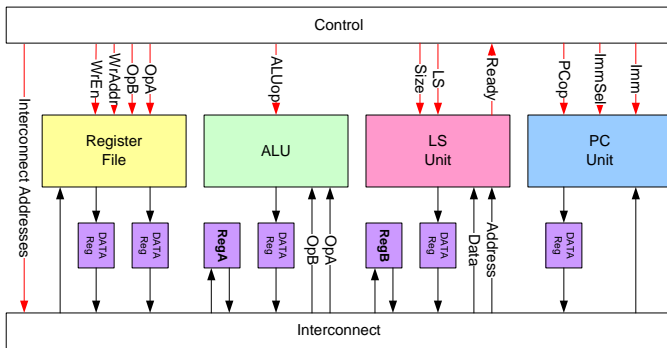 Control
Interconnect Addresses
WrEn
WrAddr
OpB
OpA
ALUop
Size
LS
Ready
PCop
ImmSel
Imm
Register
File
ALU
LS
Unit
PC
Unit
DATA
Reg
DATA
Reg
RegA
DATA
Reg
OpB
OpA
RegB
DATA
Reg
Data
Address
DATA
Reg
Interconnect